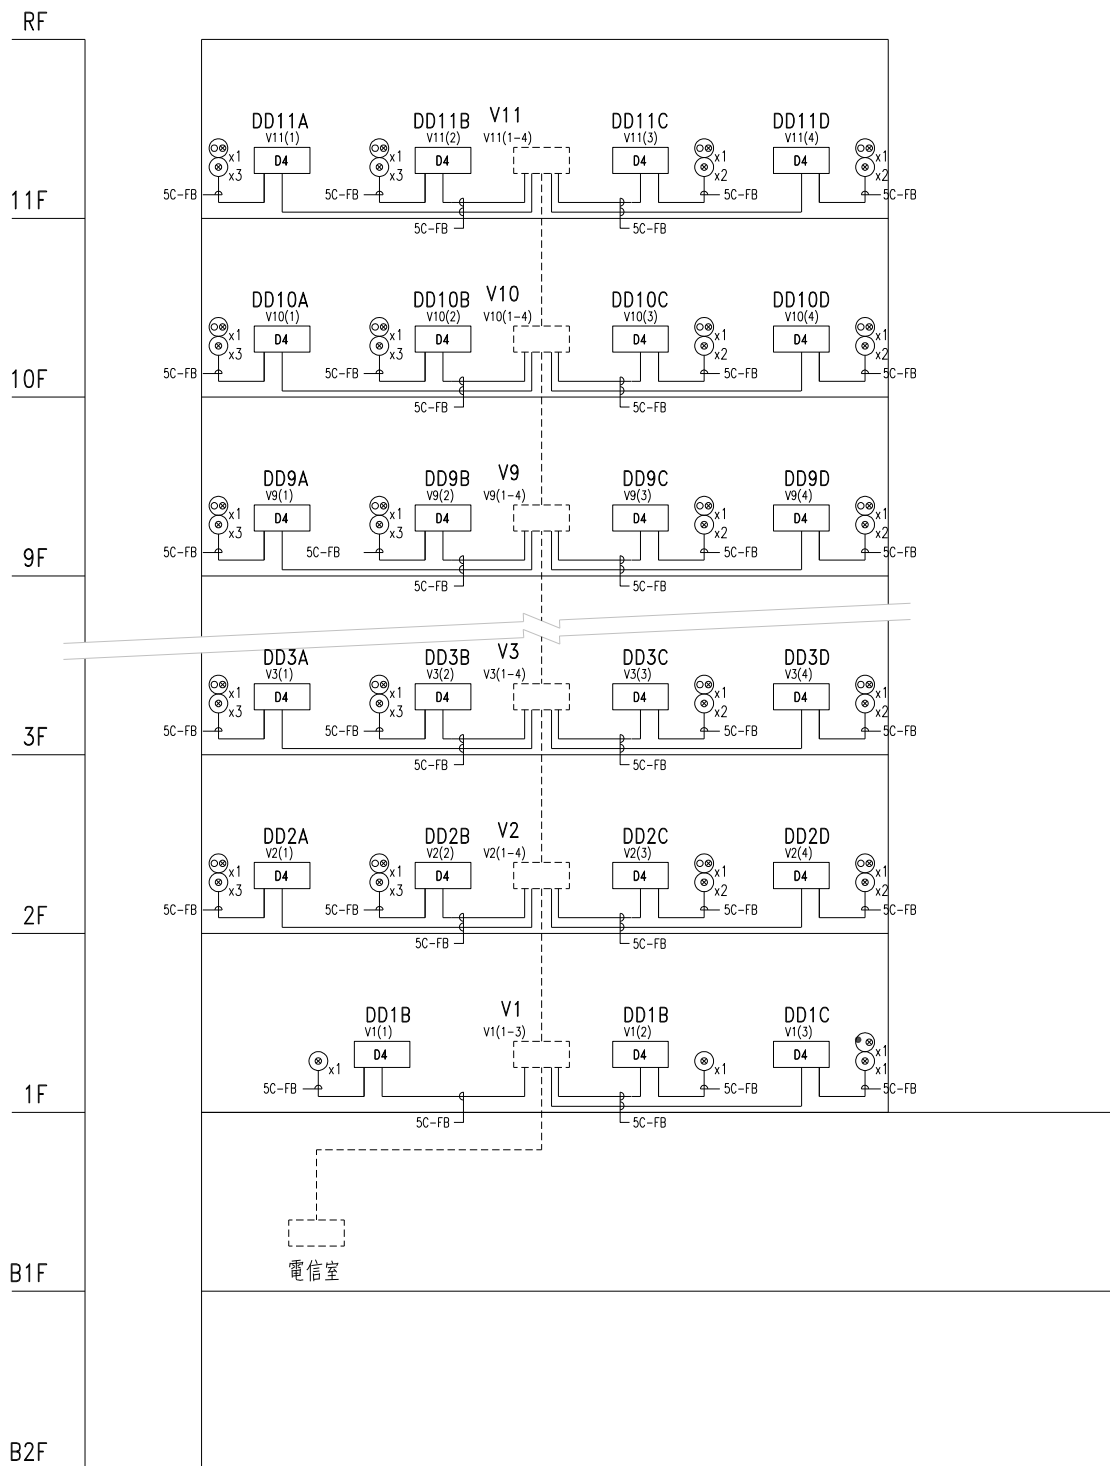 RF
DD11A DD11B V11 DD11C DD11D
V11(1) V11(2) V11(1-4) V11(3) V11(4)
x1 D4 x1 D4 D4 x1 D4 x1
x3 x3 x2 x2
5C-FB 5C-FB 5C-FB 5C-FB
11F
5C-FB 5C-FB
DD10A DD10B V10 DD10C DD10D
V10(1) V10(2) V10(1-4) V10(3) V10(4)
x1 D4 x1 D4 D4 x1 D4 x1
x3 x3 x2 x2
5C-FB 5C-FB 5C-FB 5C-FB
10F
5C-FB 5C-FB
DD9A DD9B V9 DD9C DD9D
V9(1) V9(2) V9(1-4) V9(3) V9(4)
x1 D4 x1 D4 D4 x1 D4 x1
x3 x3 x2 x2
5C-FB 5C-FB 5C-FB 5C-FB
9F
5C-FB 5C-FB
DD3A DD3B V3 DD3C DD3D
V3(1) V3(2) V3(1-4) V3(3) V3(4)
x1 D4 x1 D4 D4 x1 D4 x1
x3 x3 x2 x2
5C-FB 5C-FB 5C-FB 5C-FB
3F
5C-FB 5C-FB
DD2A DD2B V2 DD2C DD2D
V2(1) V2(2) V2(1-4) V2(3) V2(4)
x1 D4 x1 D4 D4 x1 D4 x1
x3 x3 x2 x2
5C-FB 5C-FB 5C-FB 5C-FB
2F
5C-FB 5C-FB
DD1B V1 DD1B DD1C
V1(1) V1(1-3) V1(2) V1(3)
D4 D4 D4 x1
x1 x1 x1
5C-FB 5C-FB 5C-FB
1F
5C-FB 5C-FB
電信室
B1F
B2F